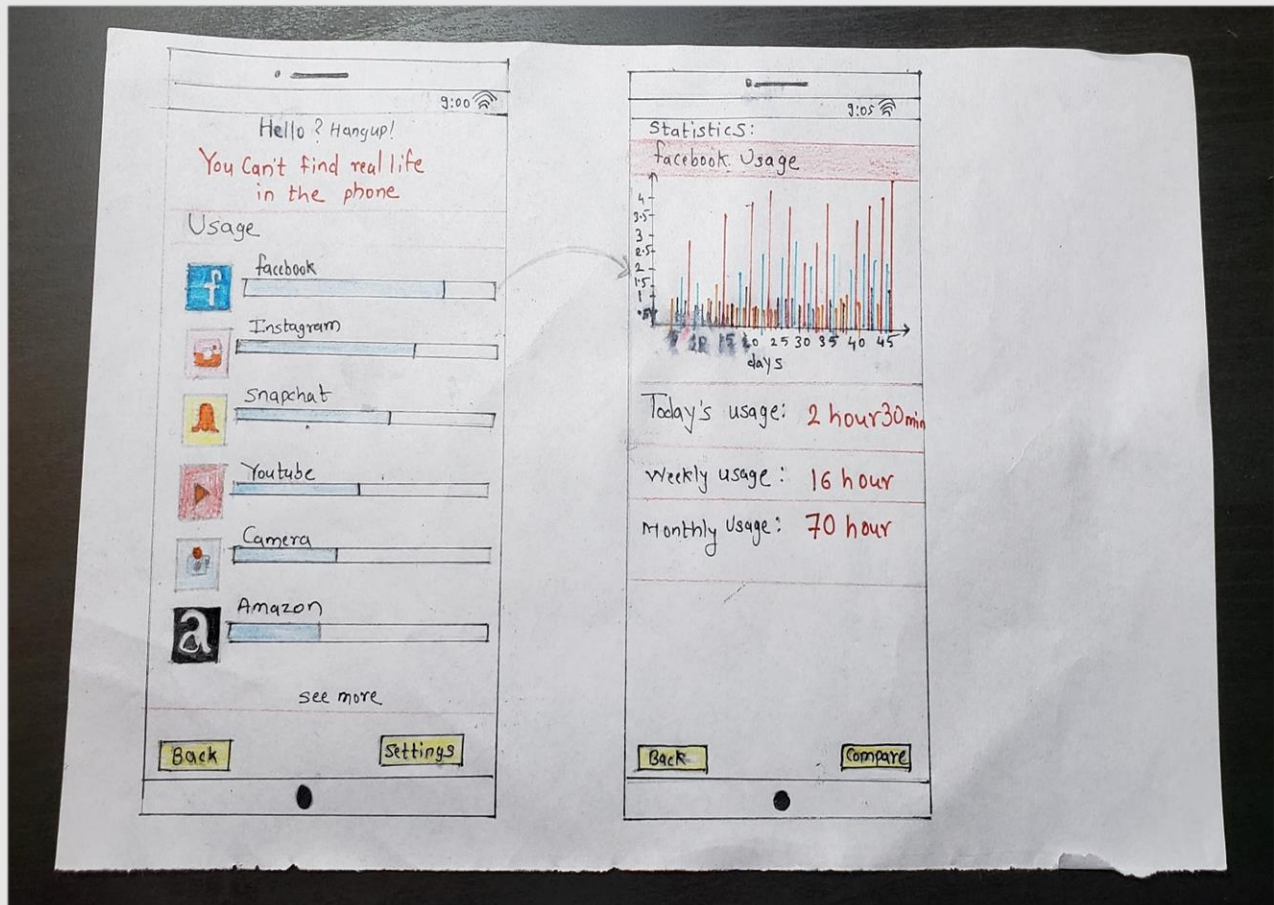 9:00
Hello? Hangup!
You Can't find real life
in the phone
Usage
f
facebook
Instagram
Snapchat
Youtube
Camera
a
Amazon
see more
Back
Settings
9:05
Statistics:
facebook Usage
4
3.5
3
2.5
2
1.5
1
.5
15 20 25 30 35 40 45
days
Today's usage: 2 hour30min
Weekly usage: 16 hour
Monthly Usage: 70 hour
Back
Compare